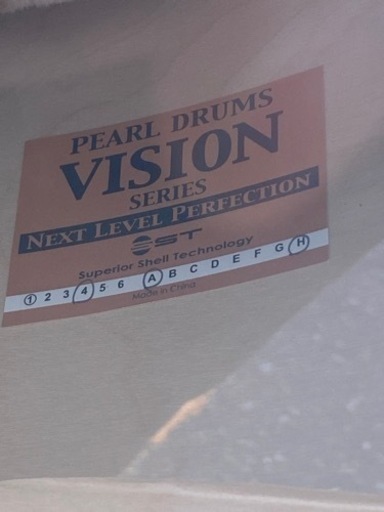 PEARL DRUMS
VISION
SERIES
NEXT LEVEL PERFECTION
SST
Superior Shell Technology
1 2 3 4 5 6 A B C D E F G H
Made in China